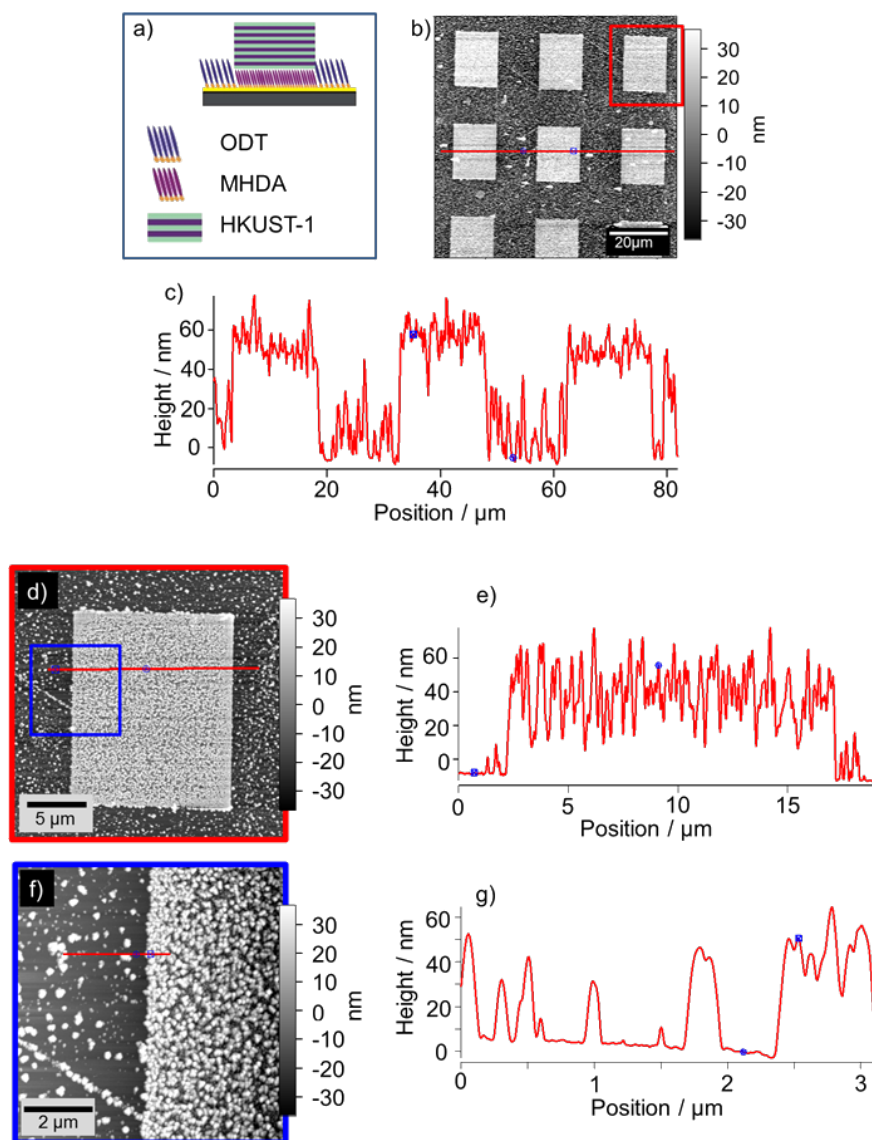 a)
ODT
MHDA
HKUST-1
b)
30
20
10
0
-10
-20
-30
nm
20µm
c)
60
40
20
0
Height / nm
0 20 40 60 80
Position / µm
d)
30
20
10
0
-10
-20
-30
nm
5 µm
e)
60
40
20
0
Height / nm
0 5 10 15
Position / µm
f)
30
20
10
0
-10
-20
-30
nm
2 µm
g)
60
40
20
0
Height / nm
0 1 2 3
Position / µm